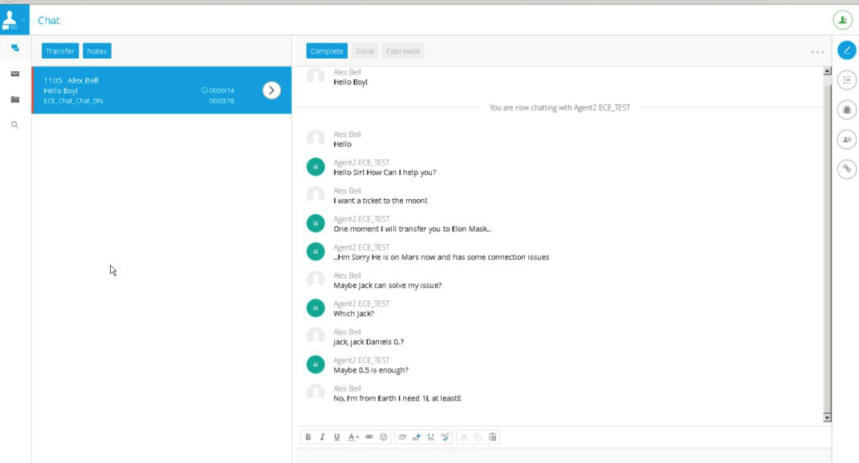 Chat
Transfer Notes
Complete Solve Cobrowse
1105 Alex Bell
Hello Boy!
00:00:14
ECE_Chat_Chat_DN
00:03:18
Alex Bell
Hello Boy!
You are now chatting with Agent2 ECE_TEST
Alex Bell
Hello
Agent2 ECE_TEST
Hello Sir! How Can I help you?
Alex Bell
I want a ticket to the moon!
Agent2 ECE_TEST
One moment I will transfer you to Elon Mask..
Agent2 ECE_TEST
..Hm Sorry He is on Mars now and has some connection issues
Alex Bell
Maybe Jack can solve my issue?
Agent2 ECE_TEST
Which Jack?
Alex Bell
Jack, Jack Daniels 0.7
Agent2 ECE_TEST
Maybe 0.5 is enough?
Alex Bell
No, I'm from Earth I need 1L at least!!
B I U A